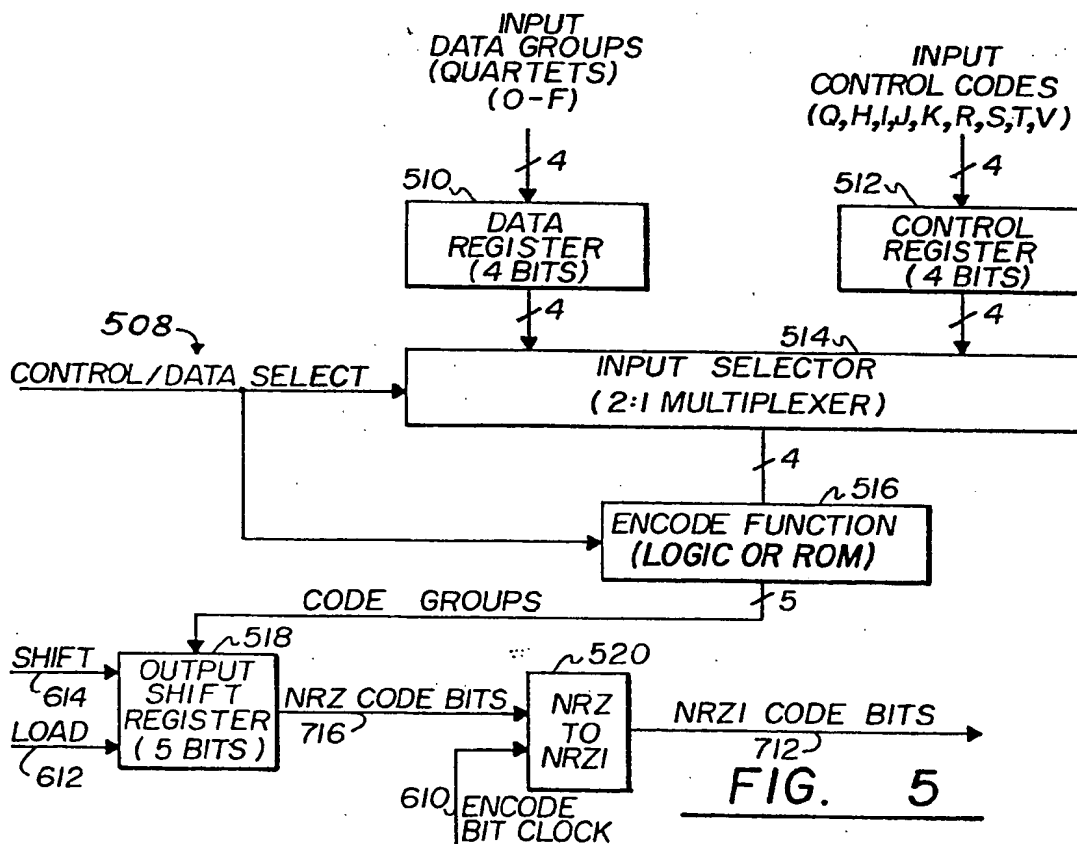 INPUT
DATA GROUPS
(QUARTETS)
(0-F)
INPUT
CONTROL CODES
(Q,H,I,J,K,R,S,T,V)
4
4
510
512
DATA
REGISTER
(4 BITS)
CONTROL
REGISTER
(4 BITS)
4
4
508
514
CONTROL/DATA SELECT
INPUT SELECTOR
(2:1 MULTIPLEXER)
4
516
ENCODE FUNCTION
(LOGIC OR ROM)
5
CODE GROUPS
518
520
SHIFT
614
LOAD
612
OUTPUT
SHIFT
REGISTER
(5 BITS)
NRZ CODE BITS
716
NRZ
TO
NRZI
NRZI CODE BITS
712
610
ENCODE
BIT CLOCK
FIG. 5